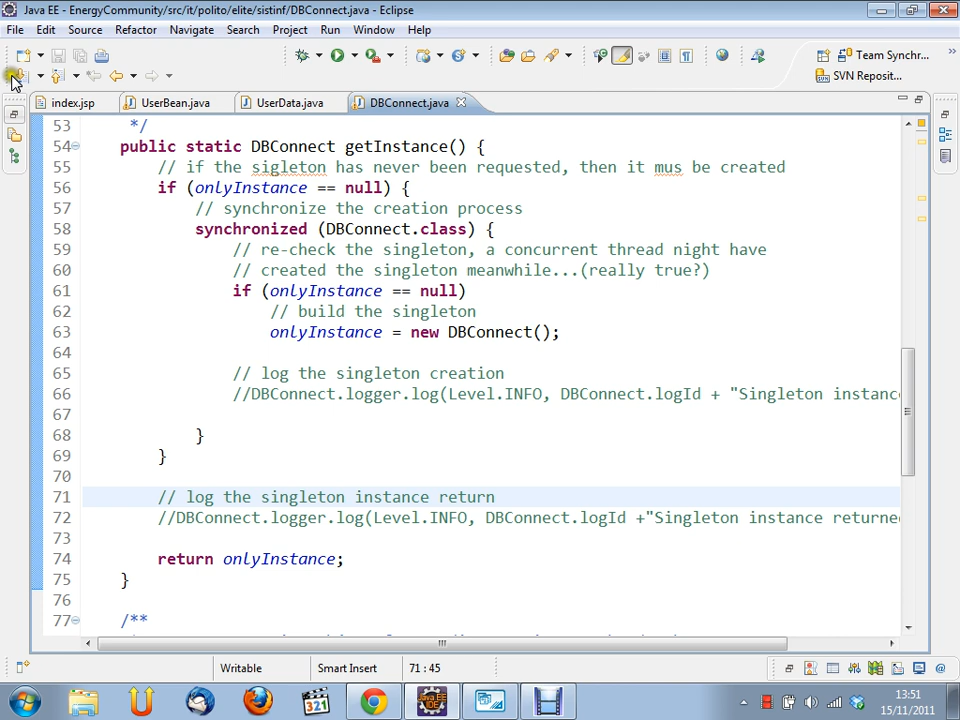 Java EE - EnergyCommunity/src/it/polito/elite/sistinf/DBConnect.java - Eclipse
File Edit Source Refactor Navigate Search Project Run Window Help
Team Synchr...
SVN Reposit...
index.jsp UserBean.java UserData.java DBConnect.java
53 */
54 public static DBConnect getInstance() {
55 // if the sigleton has never been requested, then it mus be created
56 if (onlyInstance == null) {
57 // synchronize the creation process
58 synchronized (DBConnect.class) {
59 // re-check the singleton, a concurrent thread night have
60 // created the singleton meanwhile...(really true?)
61 if (onlyInstance == null)
62 // build the singleton
63 onlyInstance = new DBConnect();
64
65 // log the singleton creation
66 //DBConnect.logger.log(Level.INFO, DBConnect.logId + "Singleton instance
67
68 }
69 }
70
71 // log the singleton instance return
72 //DBConnect.logger.log(Level.INFO, DBConnect.logId +"Singleton instance returne
73
74 return onlyInstance;
75 }
76
77 /**
Writable Smart Insert 71 : 45
321
Java EE
IDE
13:51
15/11/2011